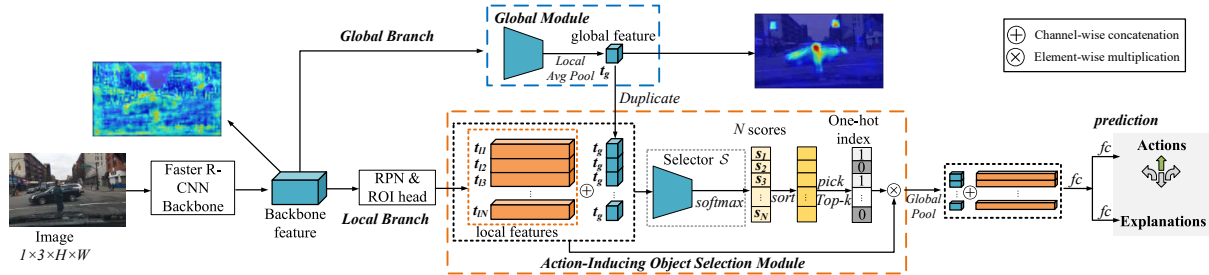 Global Module
Global Branch
global feature
Local
Avg Pool
t_g
Duplicate
Channel-wise concatenation
Element-wise multiplication
Faster R-
CNN
Backbone
Backbone
feature
RPN &
ROI head
Local Branch
Image
1×3×H×W
t_l1
t_l2
t_l3
t_lN
local features
t_g
t_g
t_g
t_g
Selector S
softmax
N scores
s_1
s_2
s_3
s_N
sort
pick
Top-k
One-hot
index
1
0
1
0
Action-Inducing Object Selection Module
Global
Pool
fc
prediction
fc
Actions
fc
Explanations